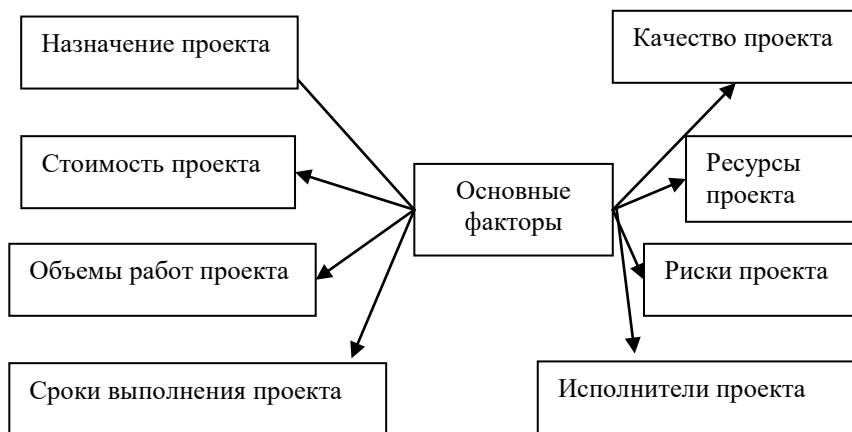 Назначение проекта
Качество проекта
Стоимость проекта
Основные
факторы
Ресурсы
проекта
Объемы работ проекта
Риски проекта
Сроки выполнения проекта
Исполнители проекта